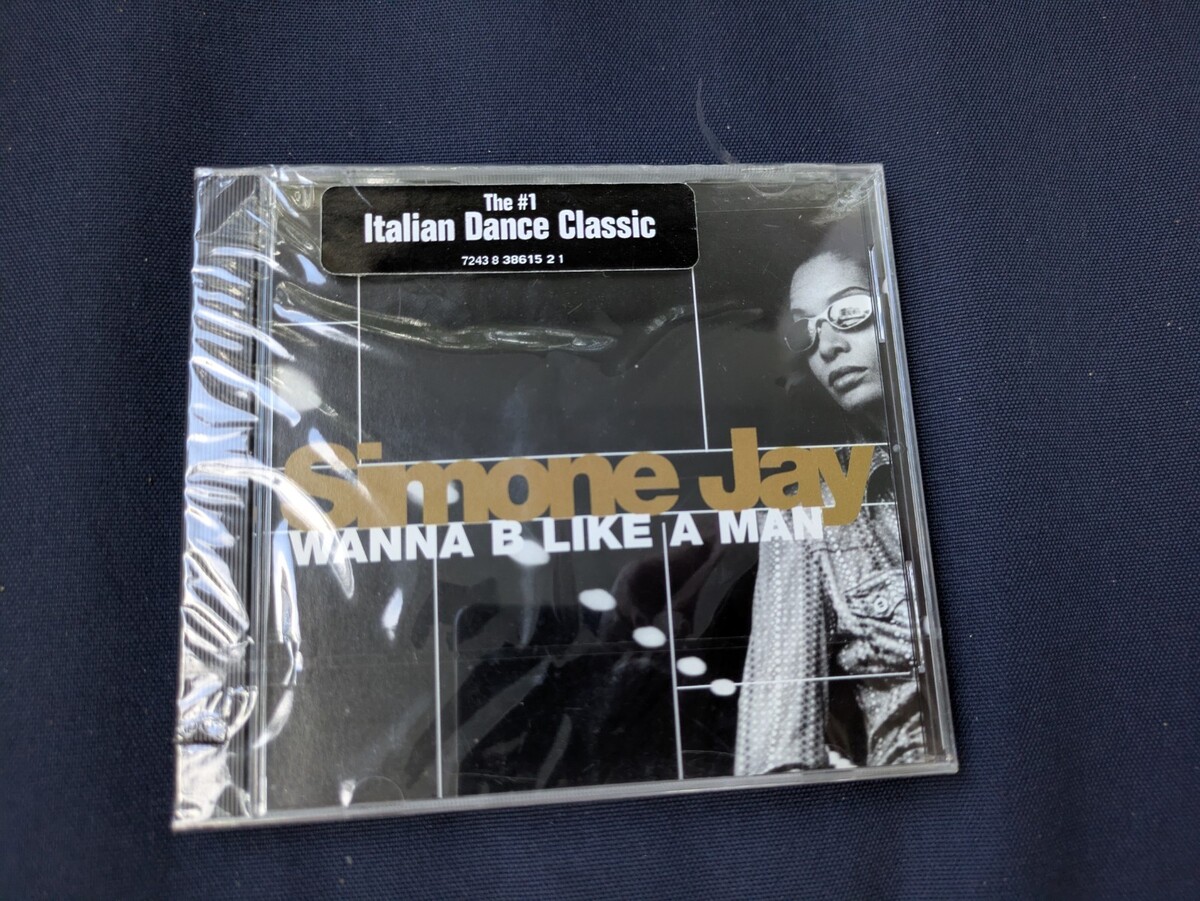 The #1
Italian Dance Classic
7243 8 38615 2 1
Simone Jay
WANNA B LIKE A MAN